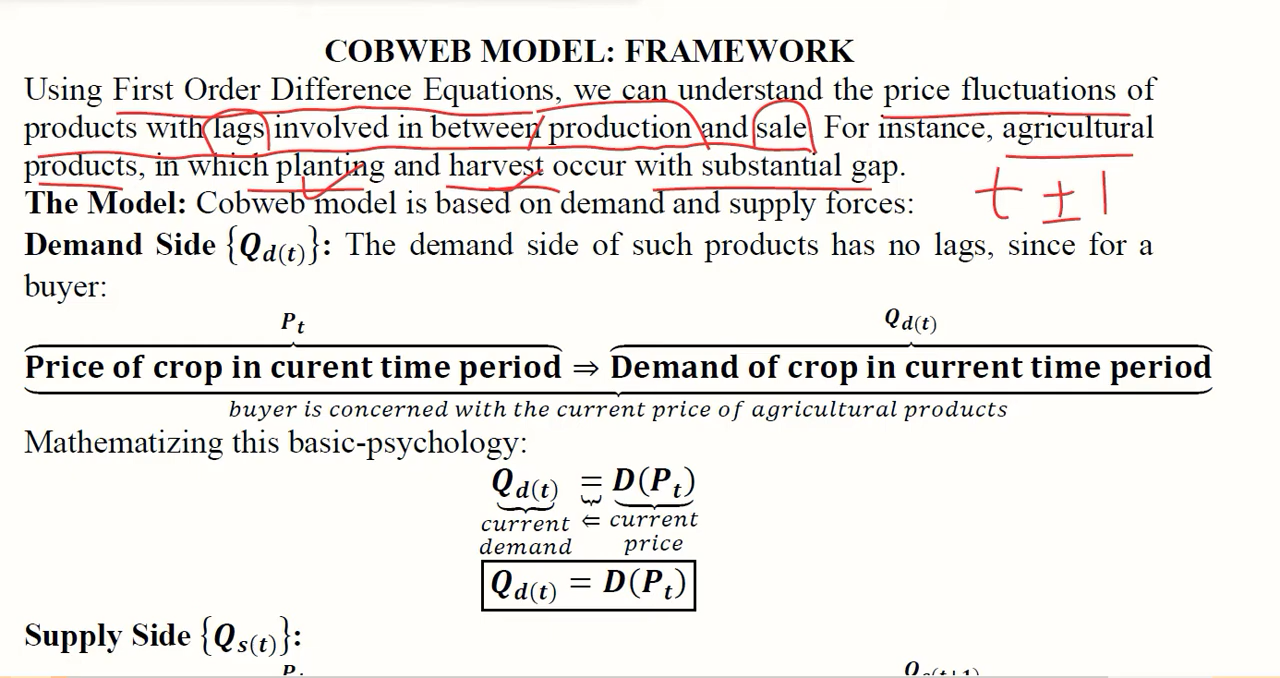 COBWEB MODEL: FRAMEWORK
Using First Order Difference Equations, we can understand the price fluctuations of
products with lags involved in between production and sale. For instance, agricultural
products, in which planting and harvest occur with substantial gap.
t ± 1
The Model: Cobweb model is based on demand and supply forces:
Demand Side {Q_d(t)}: The demand side of such products has no lags, since for a
buyer:
P_t Q_d(t)
Price of crop in curent time period ⇒ Demand of crop in current time period
buyer is concerned with the current price of agricultural products
Mathematizing this basic-psychology:
Q_d(t) = D(P_t)
current ⇐ current
demand price
Q_d(t) = D(P_t)
Supply Side {Q_s(t)}: